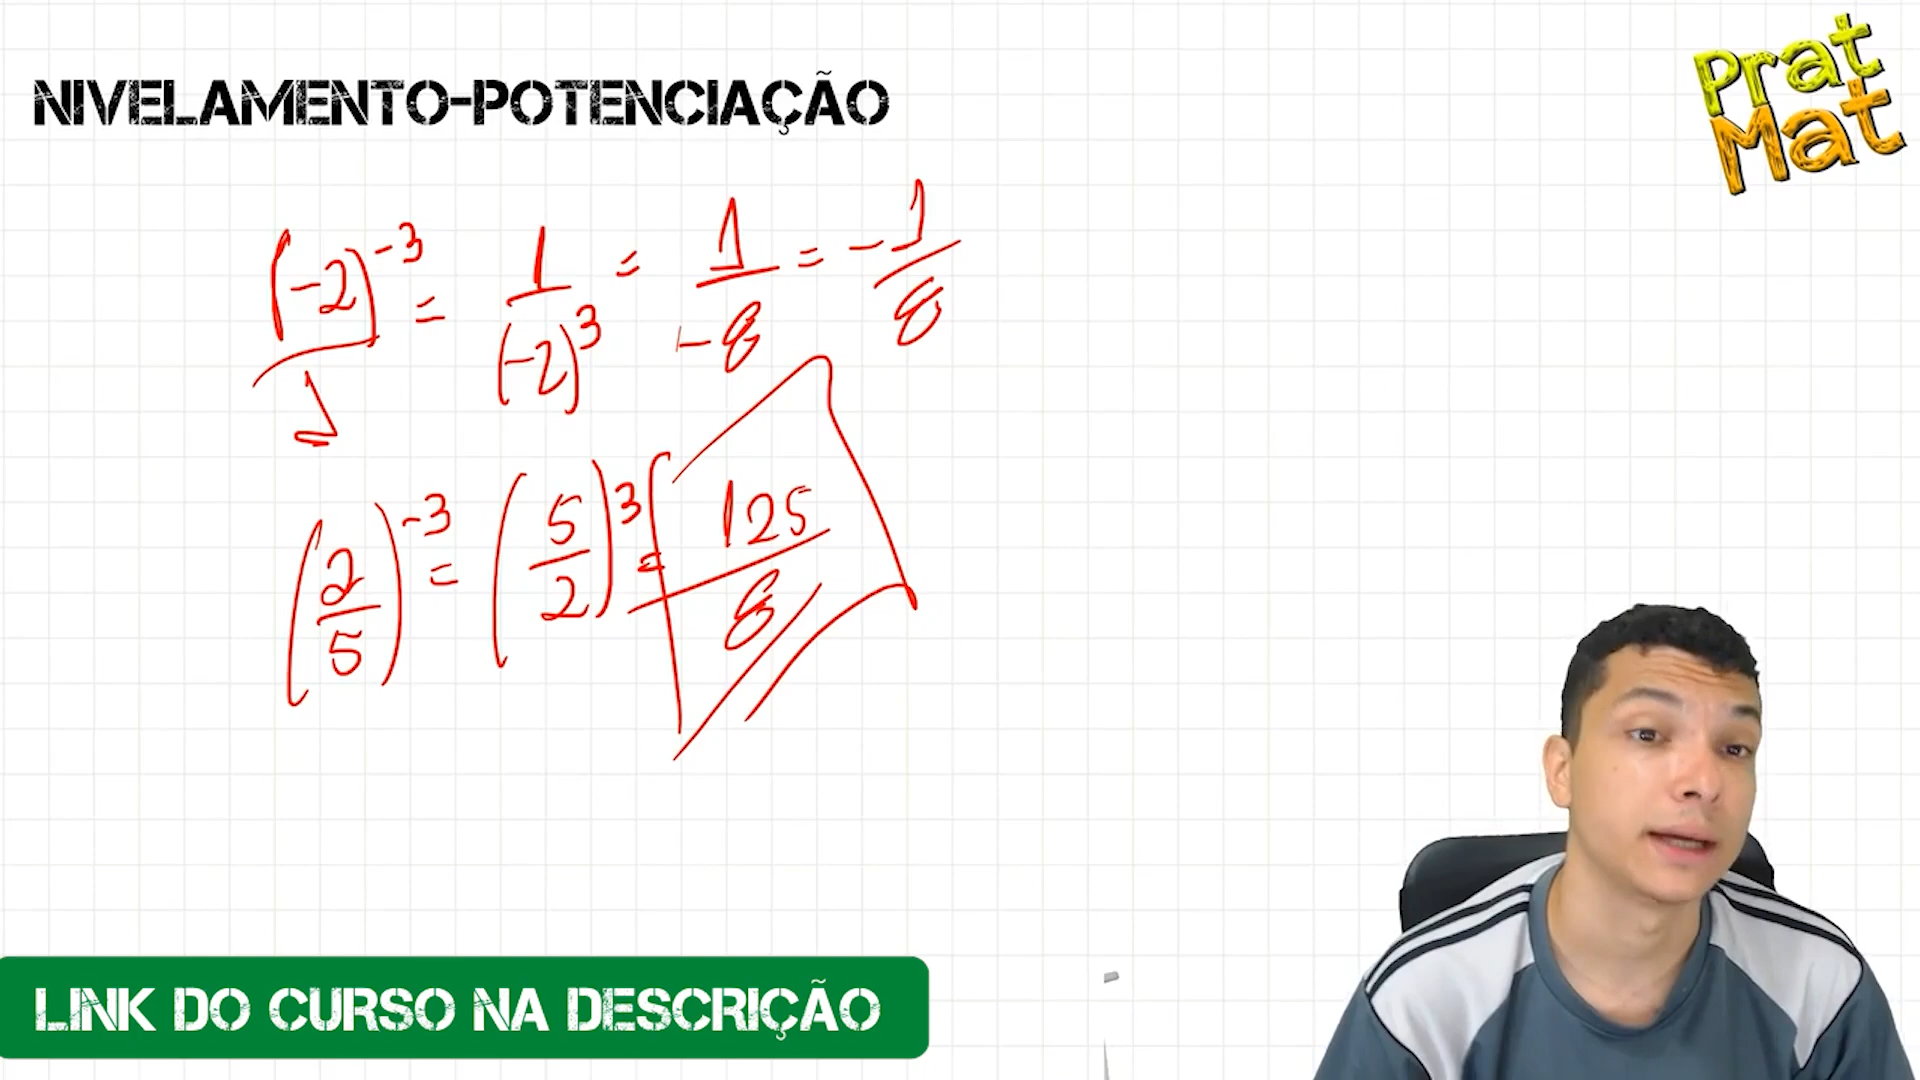 NIVELAMENTO-POTENCIAÇÃO
Prat
Mat
(-2)^-3 / 1 = 1 / (-2)^3 = 1 / -8 = - 1 / 8
(2/5)^-3 = (5/2)^3 = 125 / 8
LINK DO CURSO NA DESCRIÇÃO